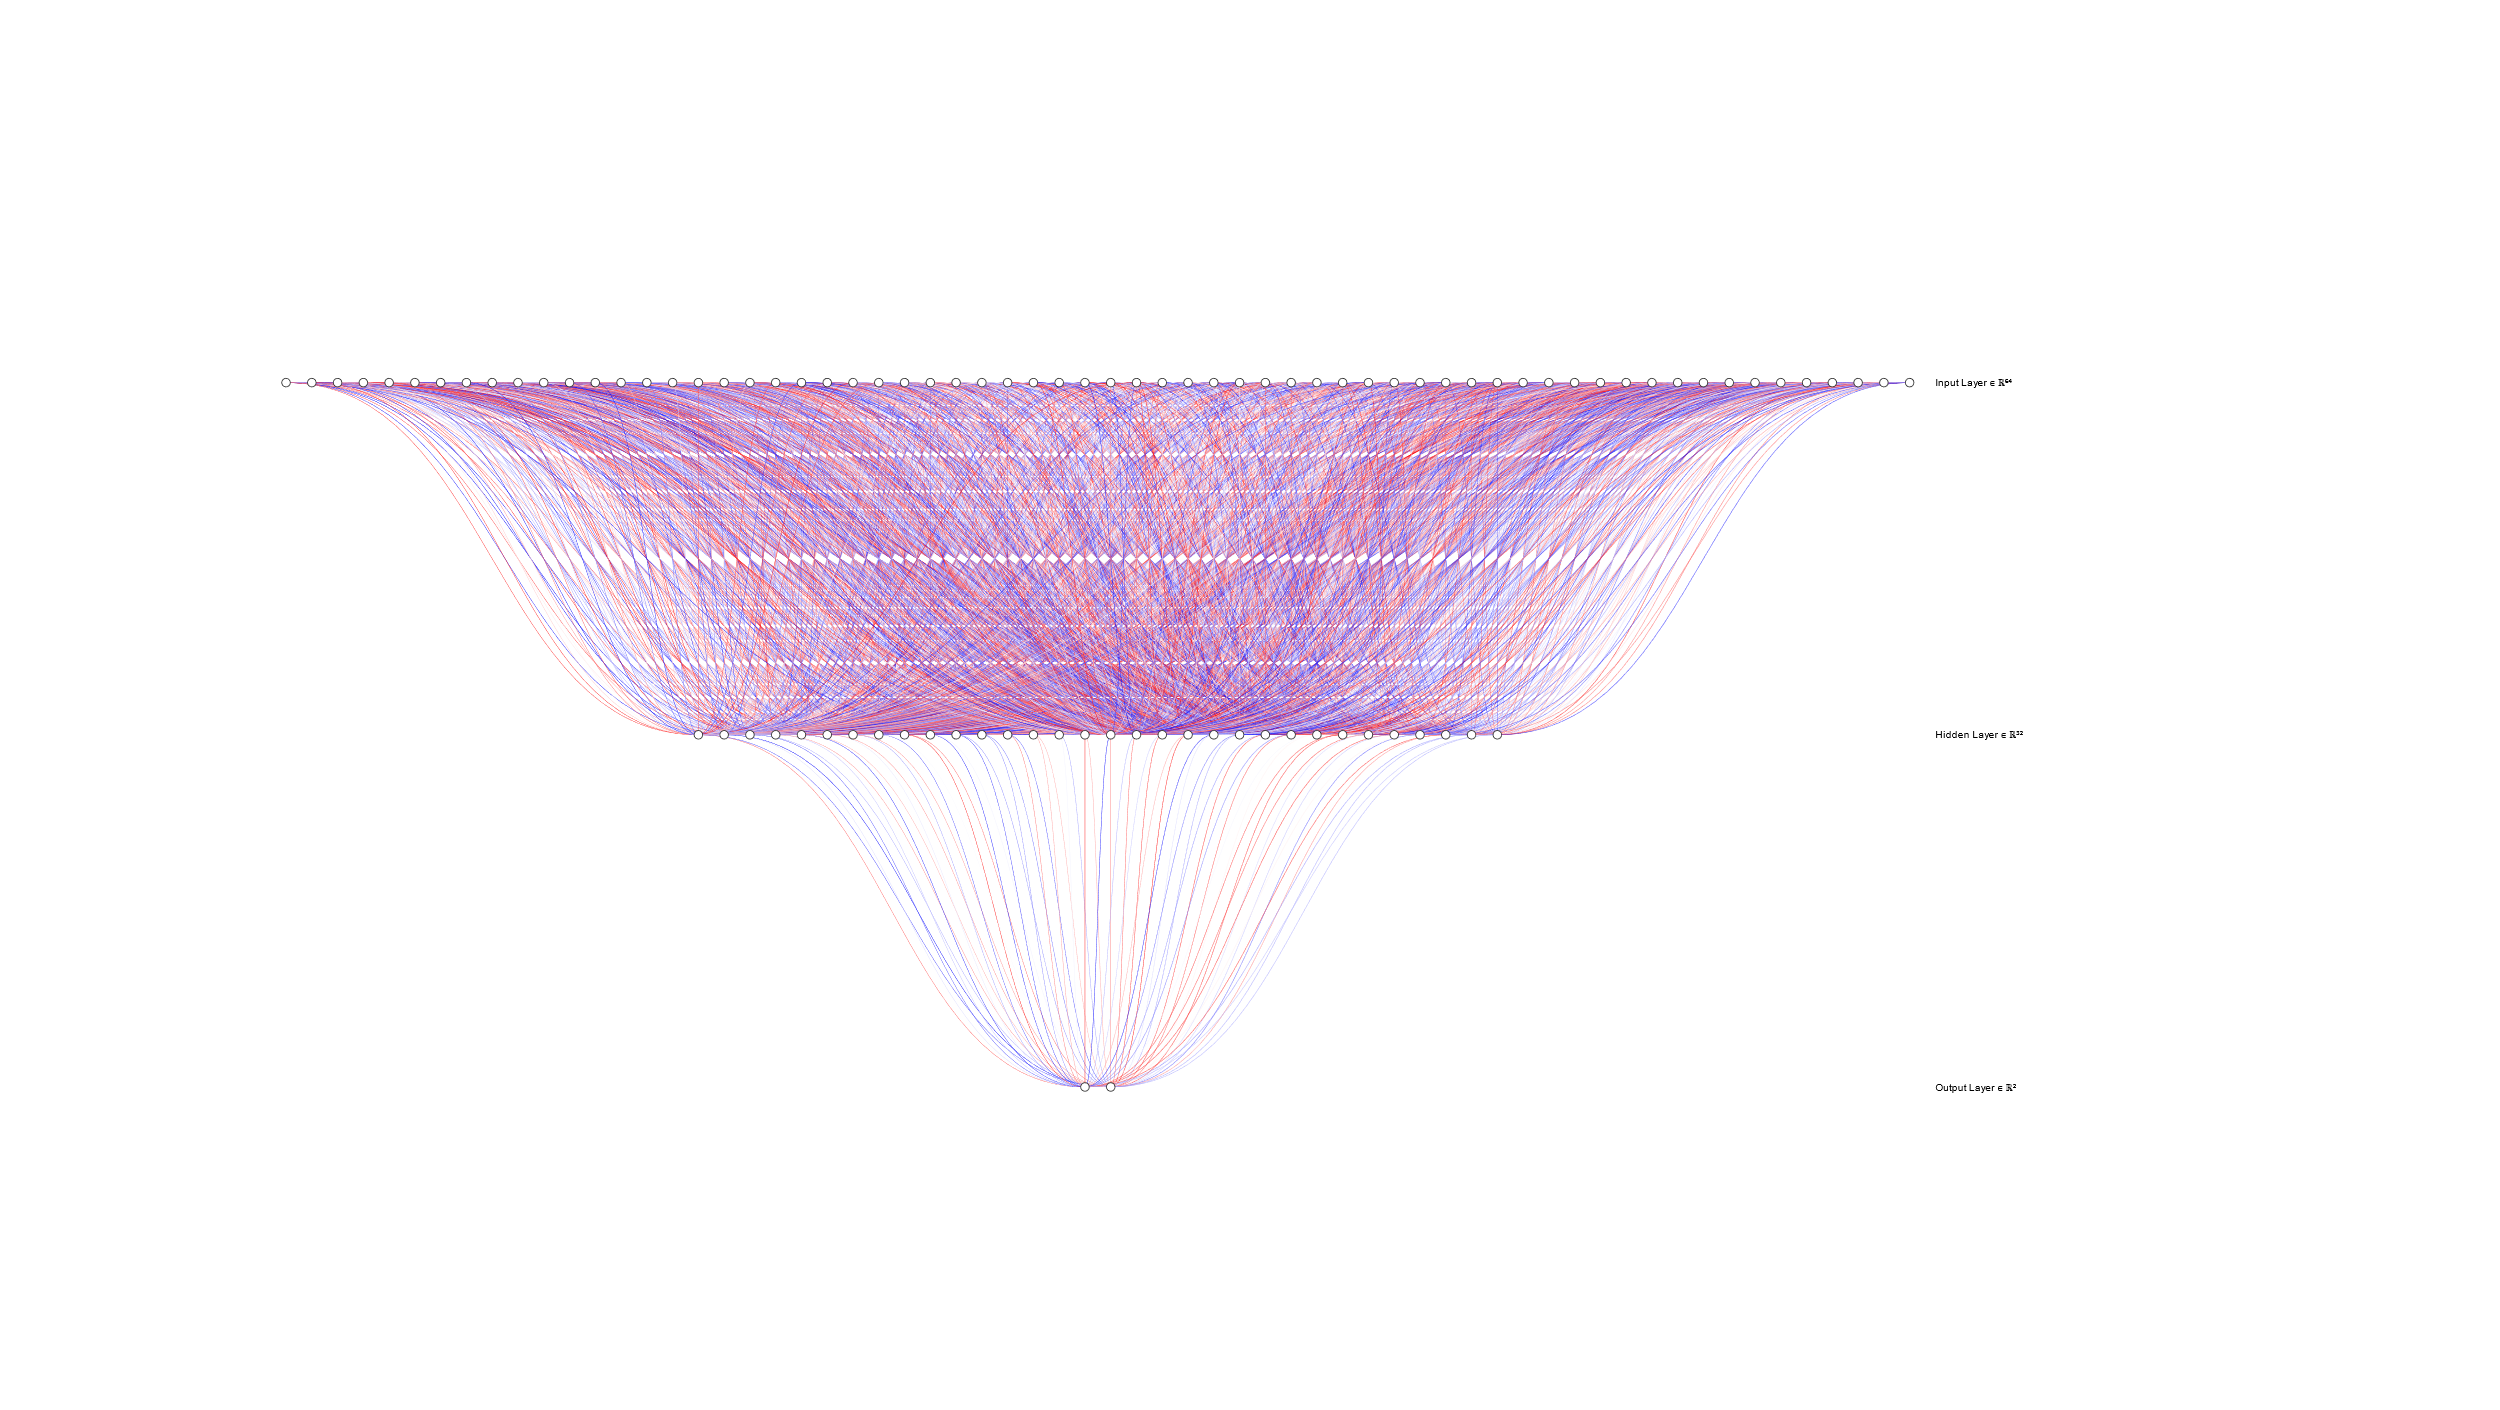 Input Layer ∈ ℝ⁶⁴
Hidden Layer ∈ ℝ³²
Output Layer ∈ ℝ²